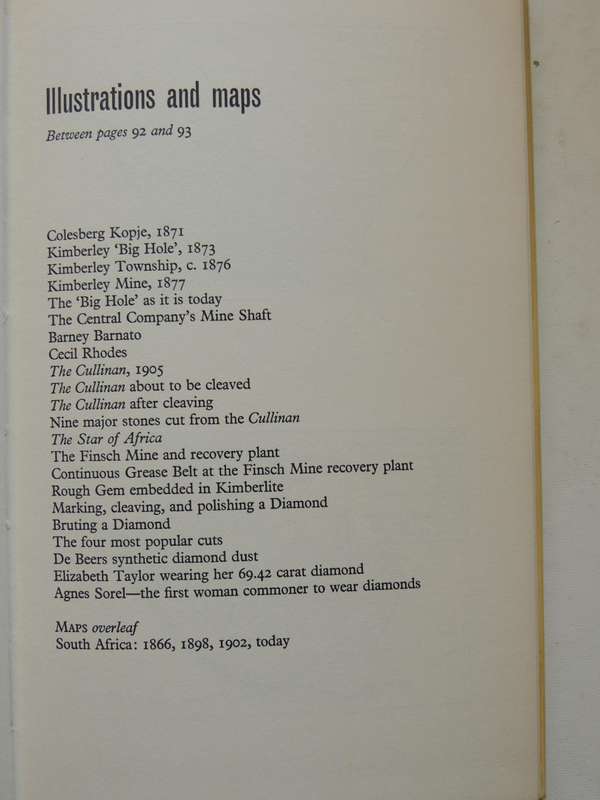 Illustrations and maps
Between pages 92 and 93
Colesberg Kopje, 1871
Kimberley ‘Big Hole’, 1873
Kimberley Township, c. 1876
Kimberley Mine, 1877
The ‘Big Hole’ as it is today
The Central Company’s Mine Shaft
Barney Barnato
Cecil Rhodes
The Cullinan, 1905
The Cullinan about to be cleaved
The Cullinan after cleaving
Nine major stones cut from the Cullinan
The Star of Africa
The Finsch Mine and recovery plant
Continuous Grease Belt at the Finsch Mine recovery plant
Rough Gem embedded in Kimberlite
Marking, cleaving, and polishing a Diamond
Bruting a Diamond
The four most popular cuts
De Beers synthetic diamond dust
Elizabeth Taylor wearing her 69.42 carat diamond
Agnes Sorel—the first woman commoner to wear diamonds
MAPS overleaf
South Africa: 1866, 1898, 1902, today